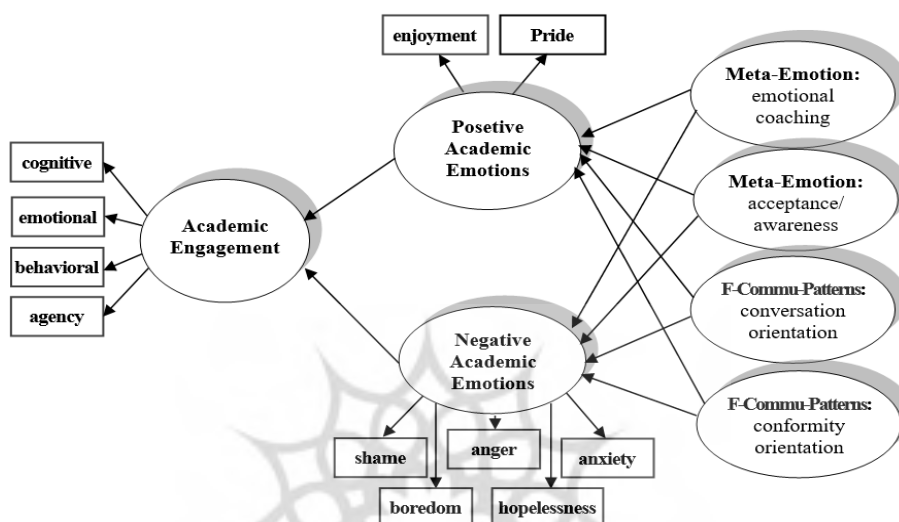 enjoyment
Pride
Meta-Emotion:
emotional
coaching
Posetive
Academic
Emotions
cognitive
emotional
behavioral
agency
Academic
Engagement
Meta-Emotion:
acceptance/
awareness
F-Commu-Patterns:
conversation
orientation
Negative
Academic
Emotions
F-Commu-Patterns:
conformity
orientation
shame
anger
anxiety
boredom
hopelessness